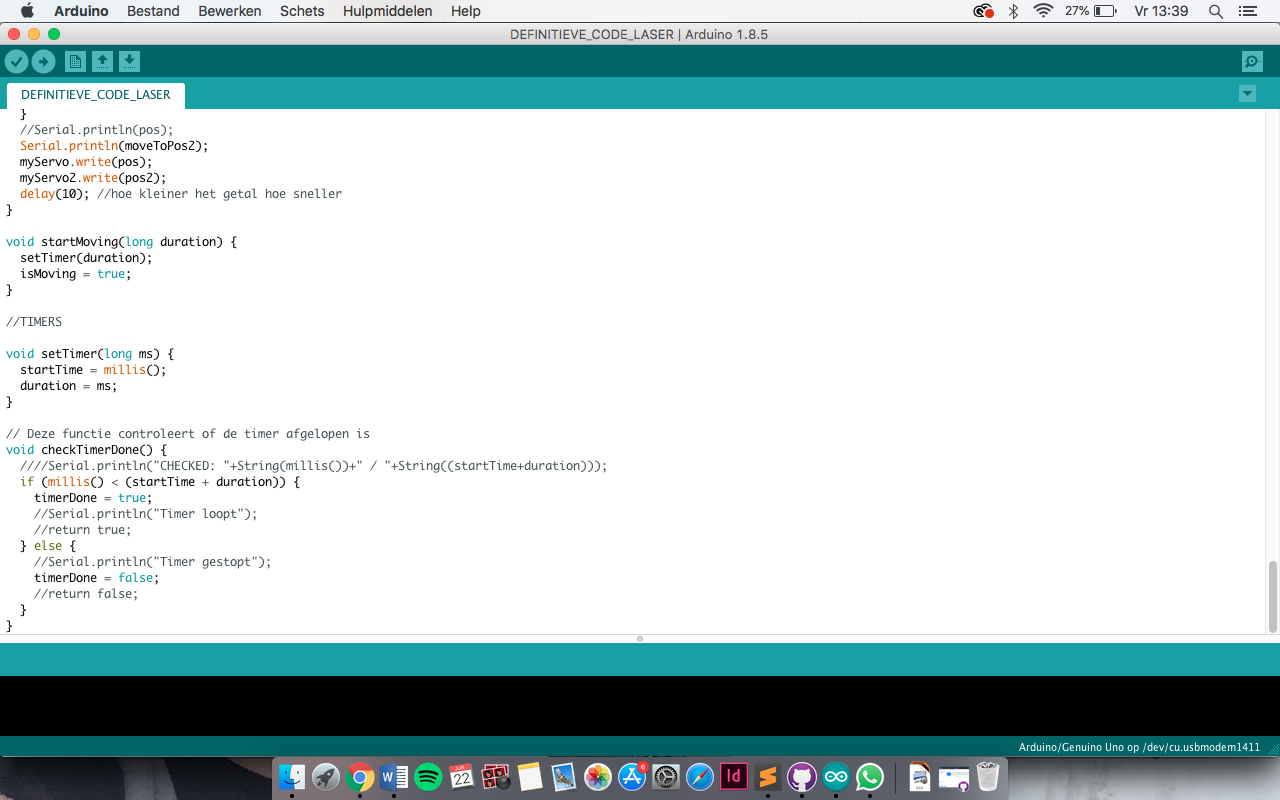 Arduino Bestand Bewerken Schets Hulpmiddelen Help 27% Vr 13:39
DEFINITIEVE_CODE_LASER | Arduino 1.8.5
DEFINITIEVE_CODE_LASER
}
//Serial.println(pos);
Serial.println(moveToPos2);
myServo.write(pos);
myServo2.write(pos2);
delay(10); //hoe kleiner het getal hoe sneller
}
void startMoving(long duration) {
setTimer(duration);
isMoving = true;
}
//TIMERS
void setTimer(long ms) {
startTime = millis();
duration = ms;
}
// Deze functie controleert of de timer afgelopen is
void checkTimerDone() {
////Serial.println("CHECKED: "+String(millis())+" / "+String((startTime+duration)));
if (millis() < (startTime + duration)) {
timerDone = true;
//Serial.println("Timer loopt");
//return true;
} else {
//Serial.println("Timer gestopt");
timerDone = false;
//return false;
}
}
Arduino/Genuino Uno op /dev/cu.usbmodem1411
W JUN 22 6 Id S PDF